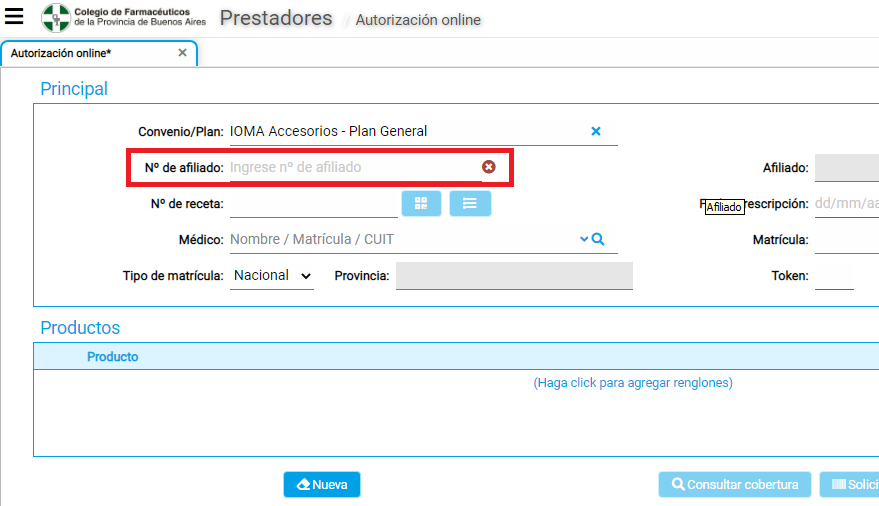 Colegio de Farmacéuticos
de la Provincia de Buenos Aires
Prestadores / Autorización online
Autorización online* ×
Principal
Convenio/Plan: IOMA Accesorios - Plan General
Nº de afiliado: Ingrese nº de afiliado
Afiliado:
Nº de receta:
Afiliado
rescripción: dd/mm/aa
Médico: Nombre / Matrícula / CUIT
Matrícula:
Tipo de matrícula: Nacional
Provincia:
Token:
Productos
Producto
(Haga click para agregar renglones)
Nueva
Consultar cobertura
Solici